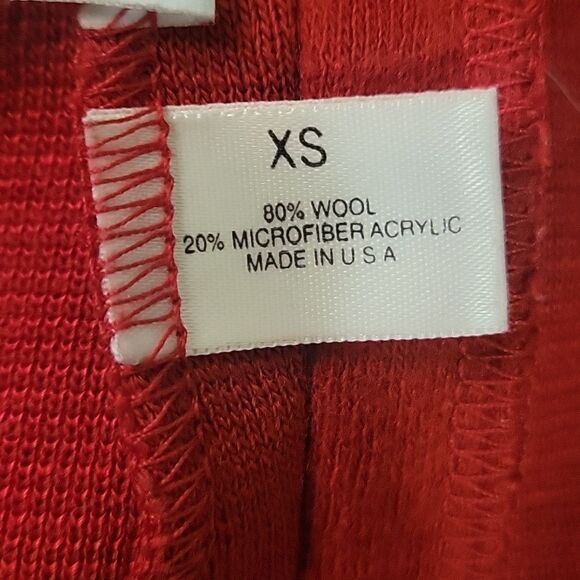 XS
80% WOOL
20% MICROFIBER ACRYLIC
MADE IN U S A